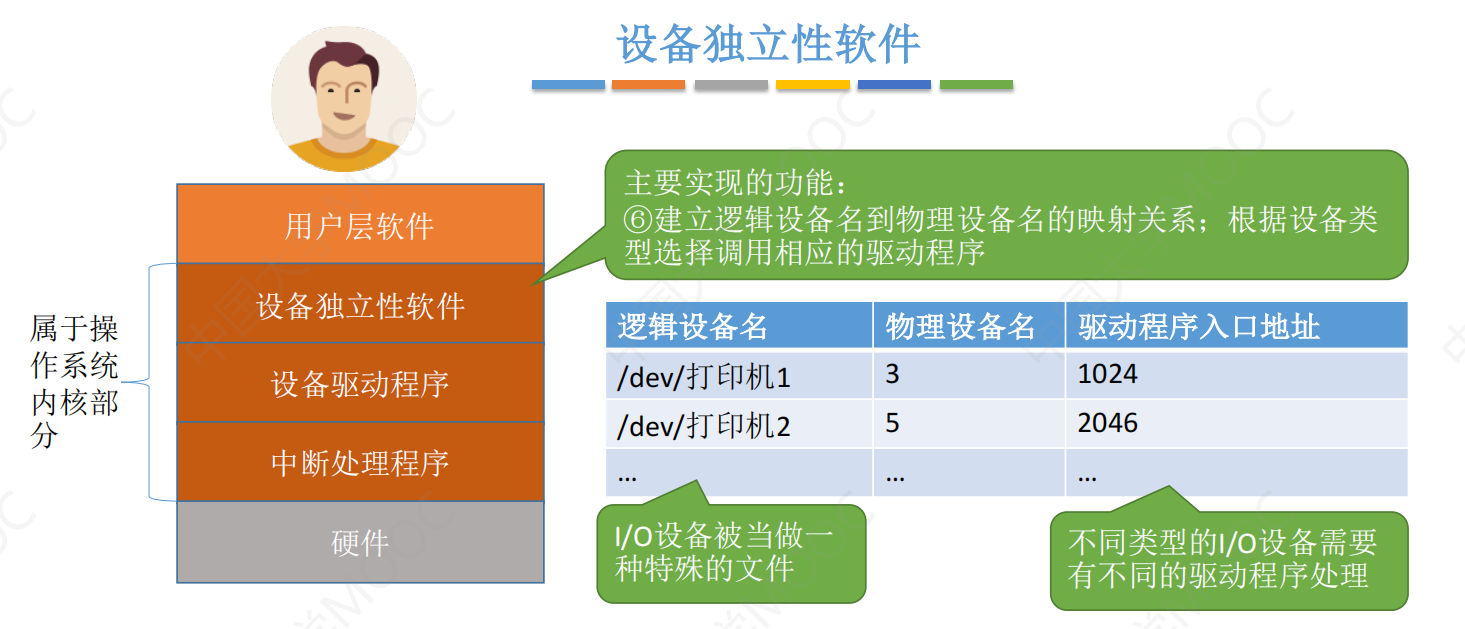 设备独立性软件
主要实现的功能：
⑥建立逻辑设备名到物理设备名的映射关系；根据设备类
型选择调用相应的驱动程序
用户层软件
设备独立性软件
设备驱动程序
中断处理程序
硬件
属于操
作系统
内核部
分
逻辑设备名 物理设备名 驱动程序入口地址
/dev/打印机1 3 1024
/dev/打印机2 5 2046
... ... ...
I/O设备被当做一
种特殊的文件
不同类型的I/O设备需要
有不同的驱动程序处理